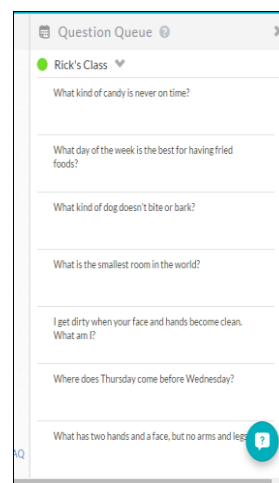 Question Queue ?
Rick's Class
What kind of candy is never on time?
What day of the week is the best for having fried
foods?
What kind of dog doesn't bite or bark?
What is the smallest room in the world?
I get dirty when your face and hands become clean.
What am I?
Where does Thursday come before Wednesday?
What has two hands and a face, but no arms and legs
?
AQ